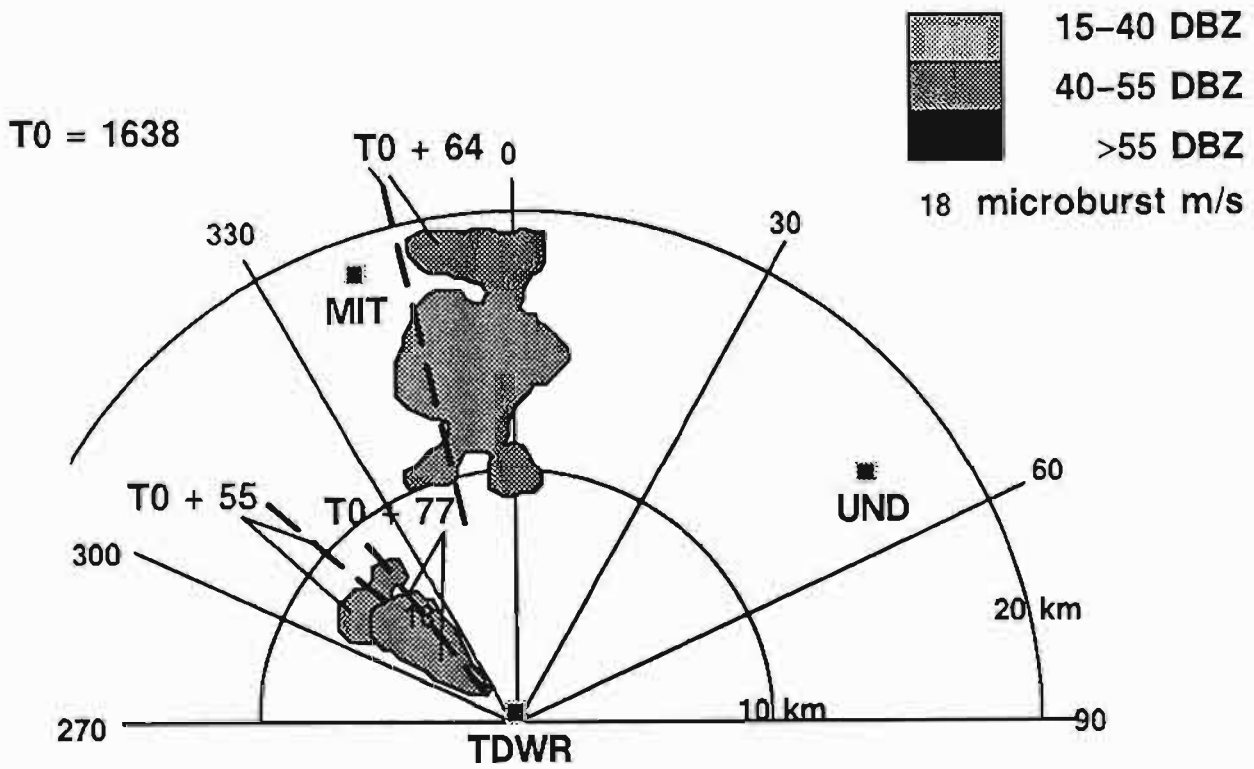 15–40 DBZ
40–55 DBZ
>55 DBZ
18 microburst m/s
T0 = 1638
T0 + 64
0
330
30
MIT
T0 + 55
T0 + 77
60
UND
300
18
20 km
10 km
270
90
TDWR